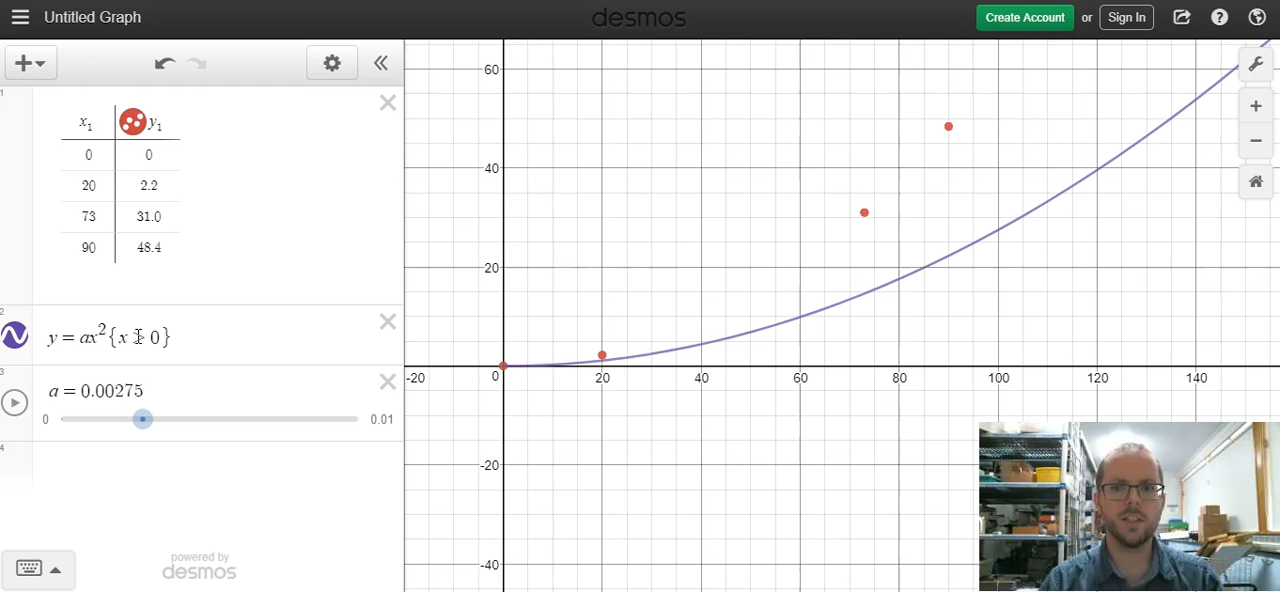 Untitled Graph
desmos
Create Account or Sign In
1
x₁ y₁
0 0
20 2.2
73 31.0
90 48.4
2
y = ax²{x > 0}
3
a = 0.00275
0 0.01
4
powered by
desmos
60
40
20
-20 0 20 40 60 80 100 120 140
-20
-40